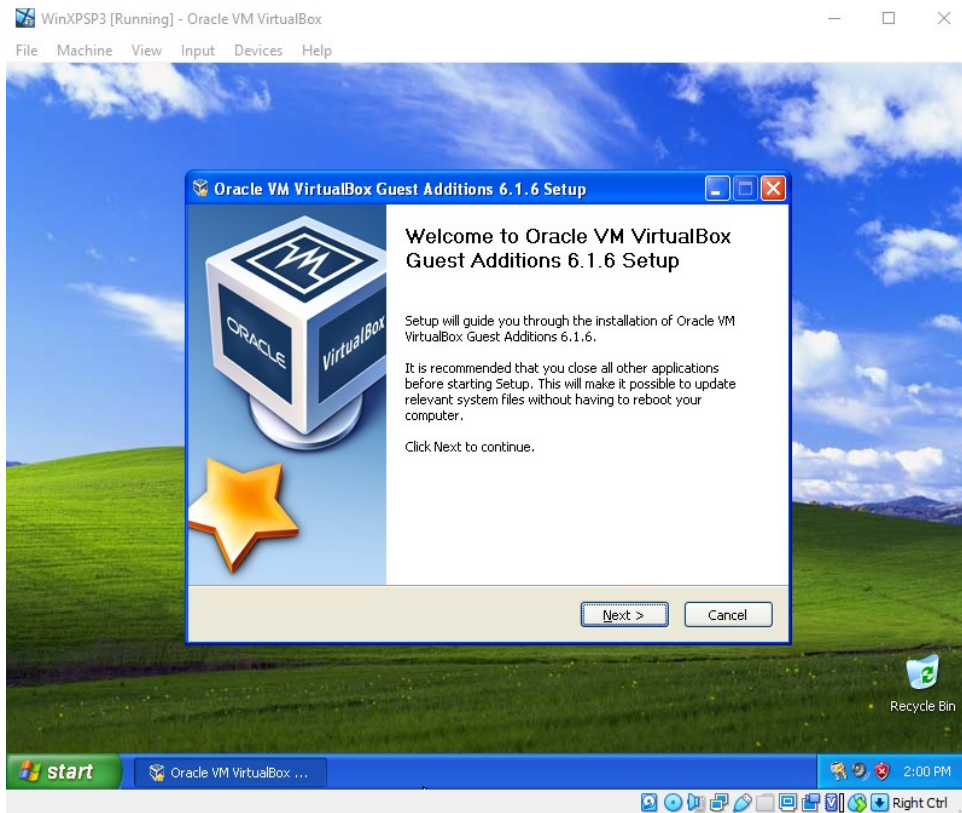 WinXPSP3 [Running] - Oracle VM VirtualBox
File Machine View Input Devices Help
Oracle VM VirtualBox Guest Additions 6.1.6 Setup
ORACLE
VirtualBox
Welcome to Oracle VM VirtualBox
Guest Additions 6.1.6 Setup
Setup will guide you through the installation of Oracle VM
VirtualBox Guest Additions 6.1.6.
It is recommended that you close all other applications
before starting Setup. This will make it possible to update
relevant system files without having to reboot your
computer.
Click Next to continue.
Next > Cancel
Recycle Bin
start Oracle VM VirtualBox ... 2:00 PM
Right Ctrl